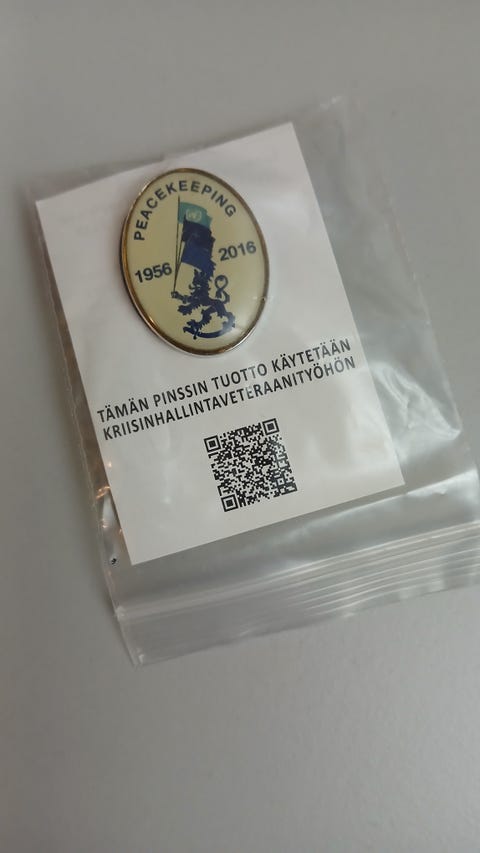 PEACEKEEPING
1956 2016
TÄMÄN PINSSIN TUOTTO KÄYTETÄÄN
KRIISINHALLINTAVETERAANITYÖHÖN